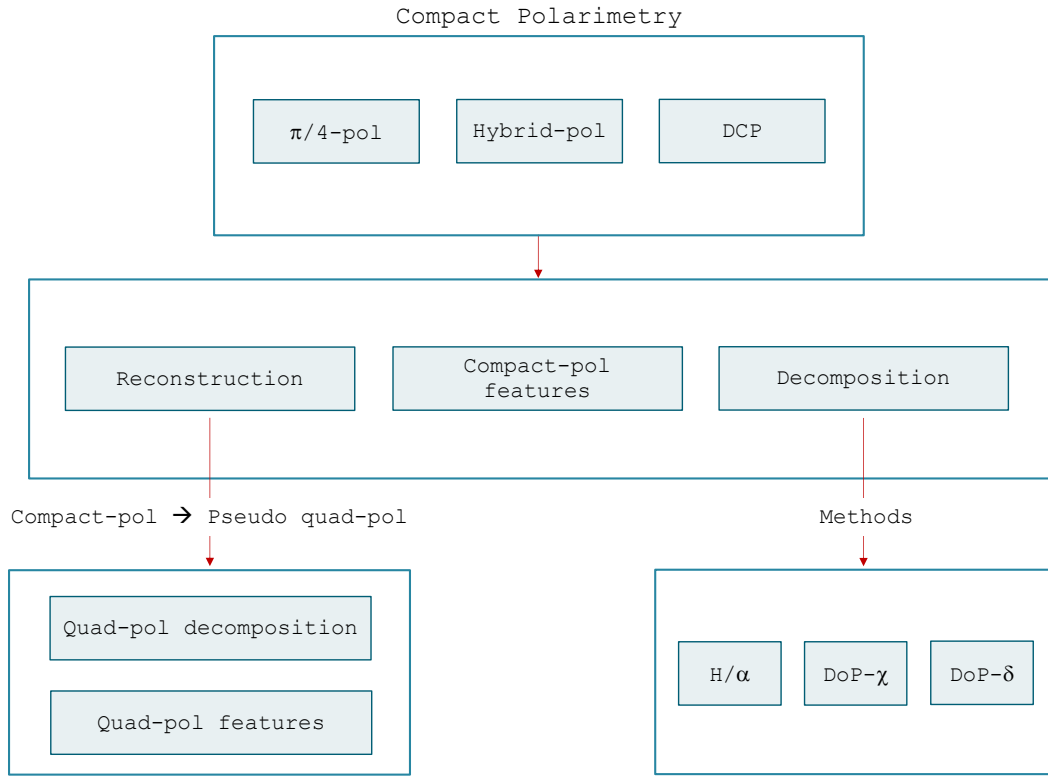 Compact Polarimetry
π/4-pol
Hybrid-pol
DCP
Reconstruction
Compact-pol
features
Decomposition
Compact-pol → Pseudo quad-pol
Methods
Quad-pol decomposition
Quad-pol features
H/α
DoP-χ
DoP-δ